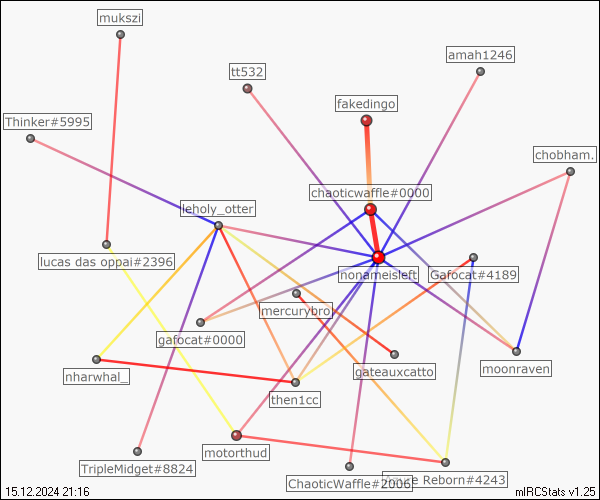 mukszi
amah1246
tt532
fakedingo
Thinker#5995
chobham.
chaoticwaffle#0000
leholy_otter
lucas das oppai#2396
nonameisleft
Gafocat#4189
mercurybro
gafocat#0000
moonraven
gateauxcatto
nharwhal_
then1cc
motorthud
TripleMidget#8824
ChaoticWaffle#2006
Azure Reborn#4243
15.12.2024 21:16
mIRCStats v1.25